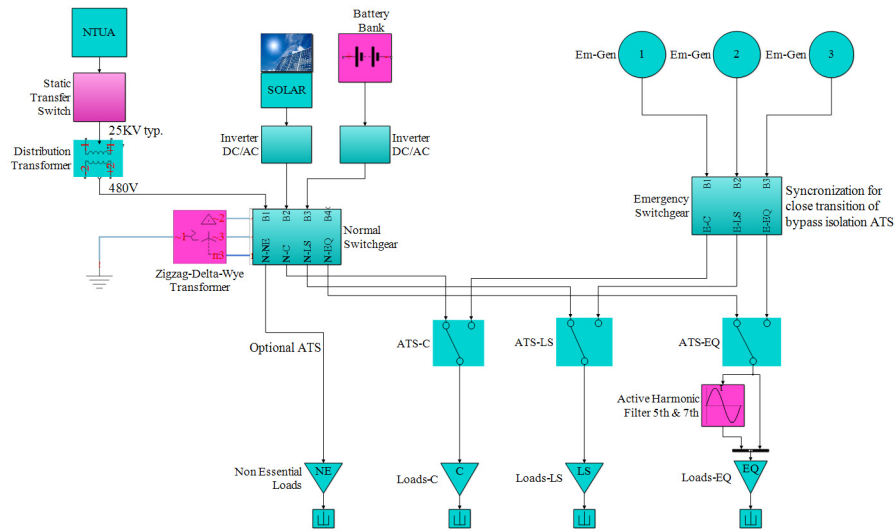 NTUA
Static
Transfer
Switch
25KV typ.
Distribution
Transformer
480V
SOLAR
Battery
Bank
Inverter
DC/AC
Inverter
DC/AC
Em-Gen
1
Em-Gen
2
Em-Gen
3
B1
B2
B3
B4
N-NE
N-C
N-LS
N-EQ
Normal
Switchgear
2
1
3
n3
Zigzag-Delta-Wye
Transformer
B1
B2
B3
E-C
E-LS
E-EQ
Emergency
Switchgear
Syncronization for
close transition of
bypass isolation ATS
Optional ATS
ATS-C
ATS-LS
ATS-EQ
Active Harmonic
Filter 5th & 7th
Non Essential
Loads
NE
Loads-C
C
Loads-LS
LS
Loads-EQ
EQ